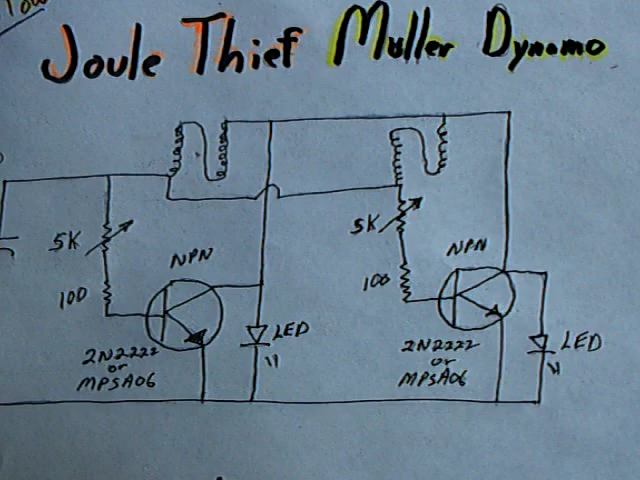 Joule Thief Muller Dynamo
5K
NPN
100
LED
2N2222
or
MPSA06
5K
NPN
100
LED
2N2222
or
MPSA06